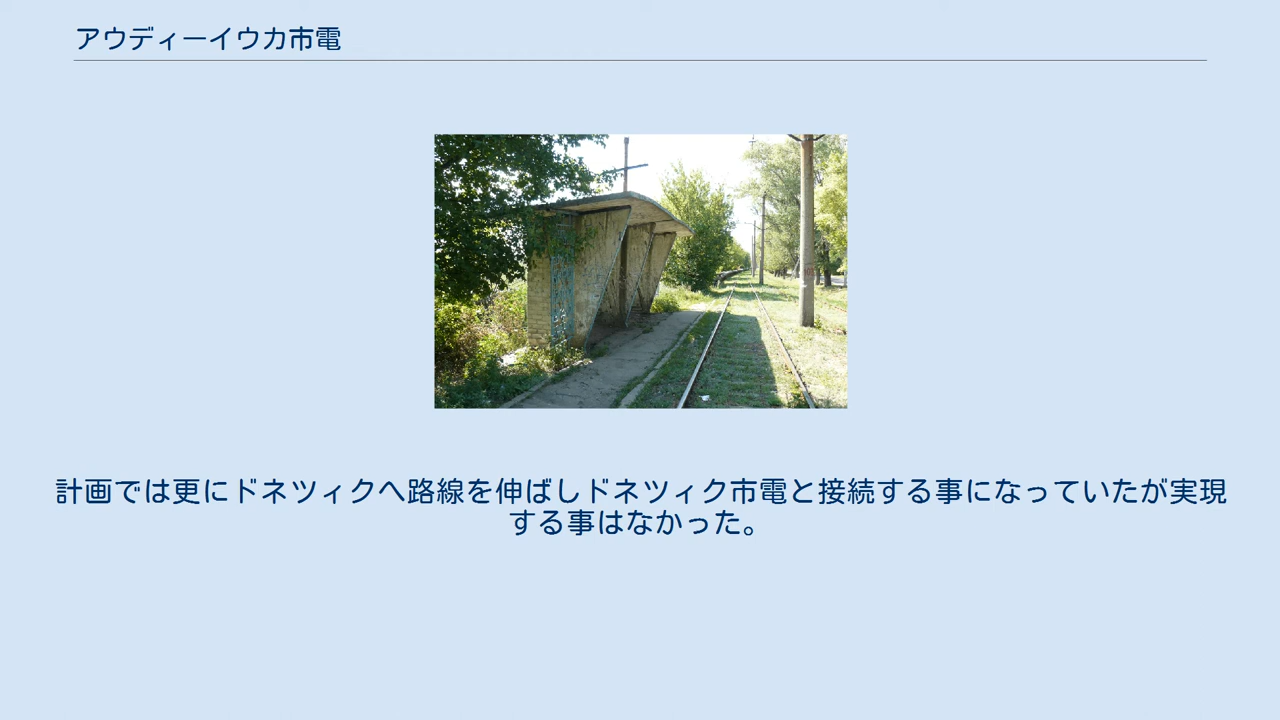 アウディーイウカ市電
計画では更にドネツィクへ路線を伸ばしドネツィク市電と接続する事になっていたが実現
する事はなかった。